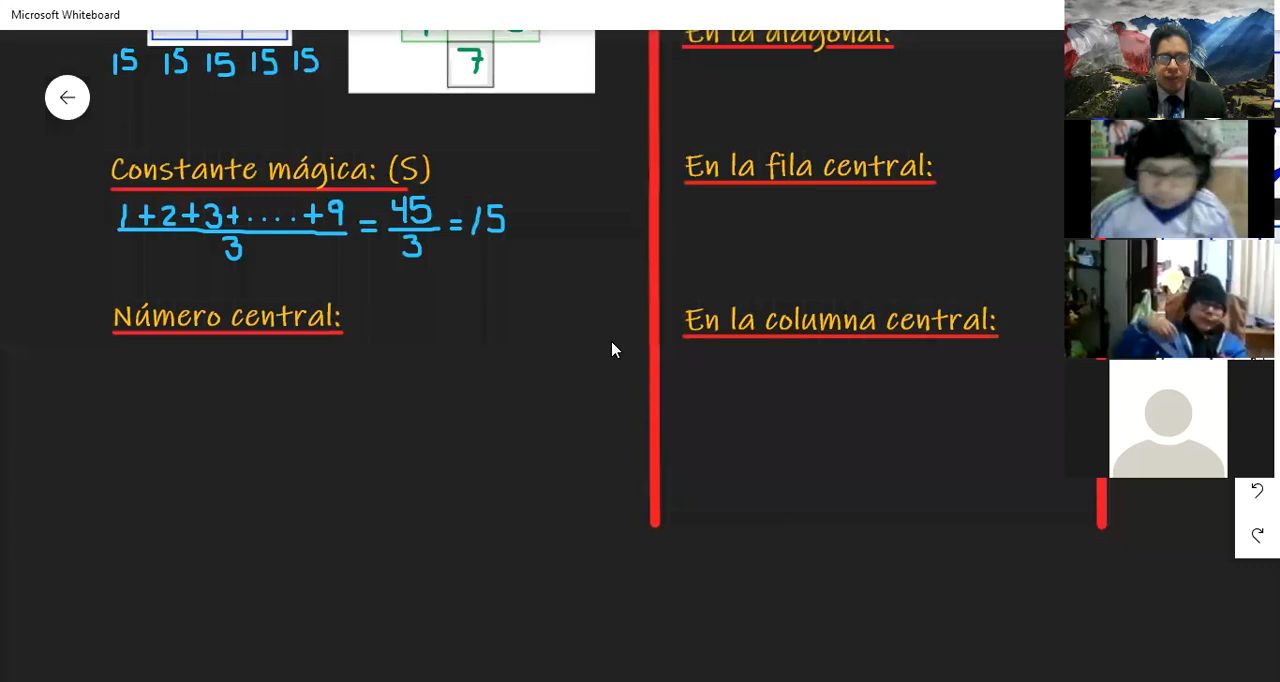 Microsoft Whiteboard
15 15 15 15 15
7
Constante mágica: (S)
1+2+3+....+9 = 45 = 15
3 3
Número central:
En la diagonal:
En la fila central:
En la columna central: